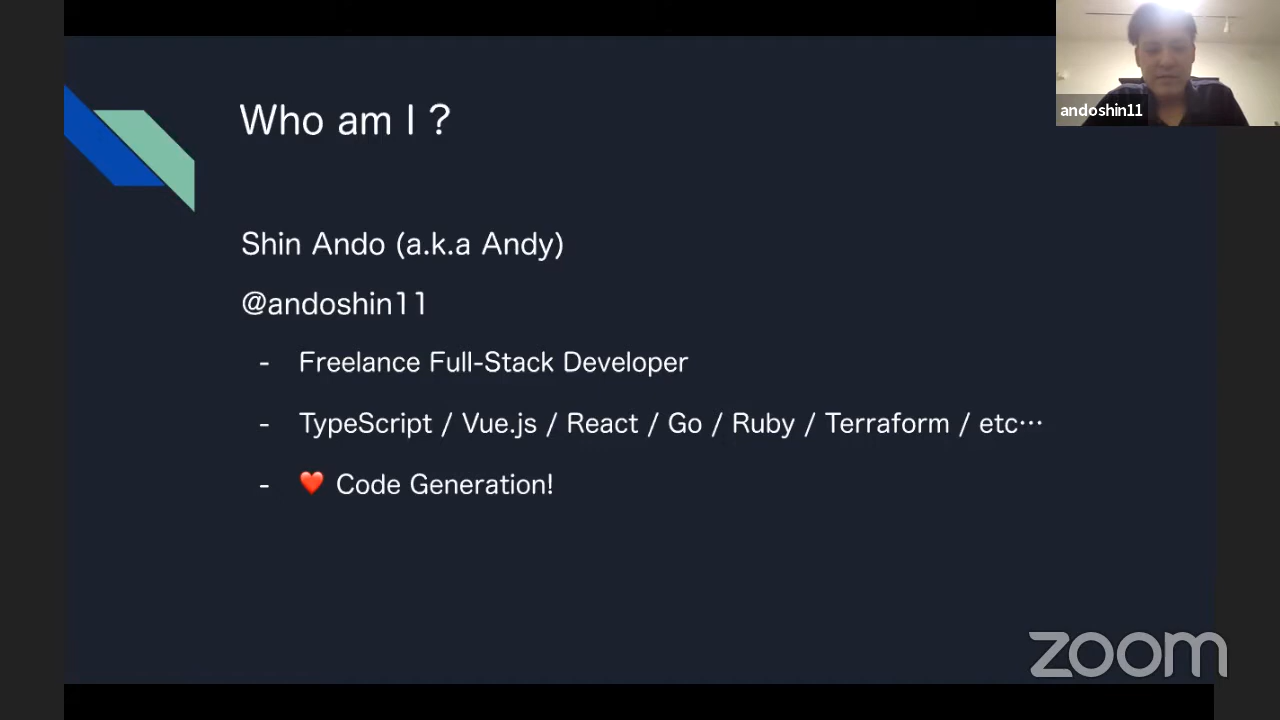 Who am I ?
andoshin11
Shin Ando (a.k.a Andy)
@andoshin11
- Freelance Full-Stack Developer
- TypeScript / Vue.js / React / Go / Ruby / Terraform / etc…
- ❤️ Code Generation!
zoom